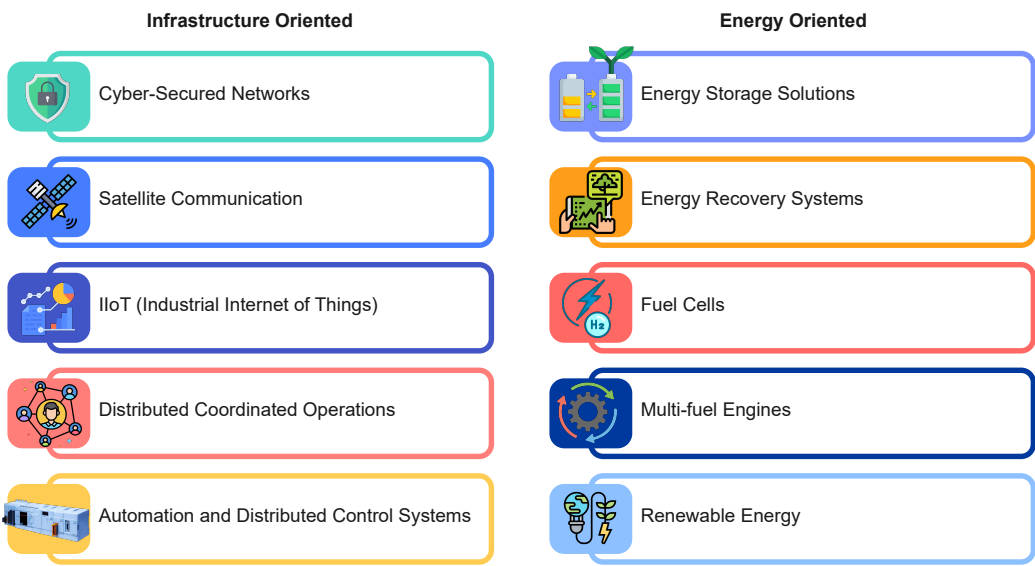 Infrastructure Oriented
Cyber-Secured Networks
Satellite Communication
IIoT (Industrial Internet of Things)
Distributed Coordinated Operations
Automation and Distributed Control Systems
Energy Oriented
Energy Storage Solutions
Energy Recovery Systems
Fuel Cells
H₂
Multi-fuel Engines
Renewable Energy